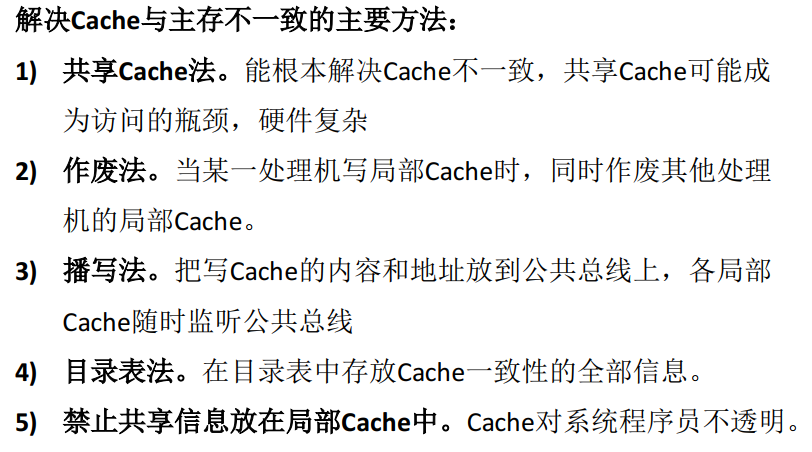 解决Cache与主存不一致的主要方法：
1) 共享Cache法。能根本解决Cache不一致，共享Cache可能成
为访问的瓶颈，硬件复杂
2) 作废法。当某一处理机写局部Cache时，同时作废其他处理
机的局部Cache。
3) 播写法。把写Cache的内容和地址放到公共总线上，各局部
Cache随时监听公共总线
4) 目录表法。在目录表中存放Cache一致性的全部信息。
5) 禁止共享信息放在局部Cache中。Cache对系统程序员不透明。